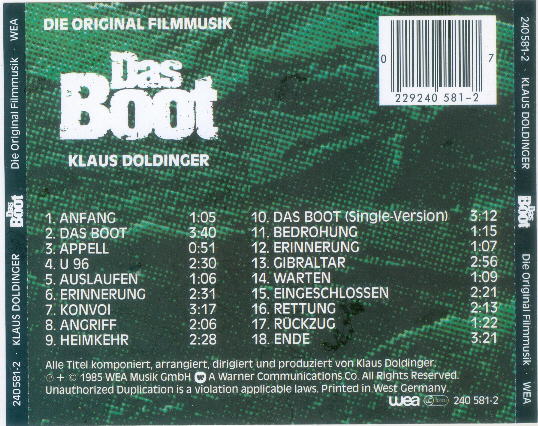 DIE ORIGINAL FILMMUSIK
Das
Boot
KLAUS DOLDINGER
0
7
229240 581-2
1. ANFANG 1:05
2. DAS BOOT 3:40
3. APPELL 0:51
4. U 96 2:30
5. AUSLAUFEN 1:06
6. ERINNERUNG 2:31
7. KONVOI 3:17
8. ANGRIFF 2:06
9. HEIMKEHR 2:28
10. DAS BOOT (Single-Version) 3:12
11. BEDROHUNG 1:15
12. ERINNERUNG 1:07
13. GIBRALTAR 2:56
14. WARTEN 1:09
15. EINGESCHLOSSEN 2:21
16. RETTUNG 2:13
17. RÜCKZUG 1:22
18. ENDE 3:21
Alle Titel komponiert, arrangiert, dirigiert und produziert von Klaus Doldinger.
℗ + © 1985 WEA Musik GmbH A Warner Communications Co. All Rights Reserved.
Unauthorized Duplication is a violation applicable laws. Printed in West Germany.
wea 240 581-2
240 581-2 · KLAUS DOLDINGER Das Boot Die Original Filmmusik · WEA
240 581-2 · KLAUS DOLDINGER Das Boot Die Original Filmmusik · WEA